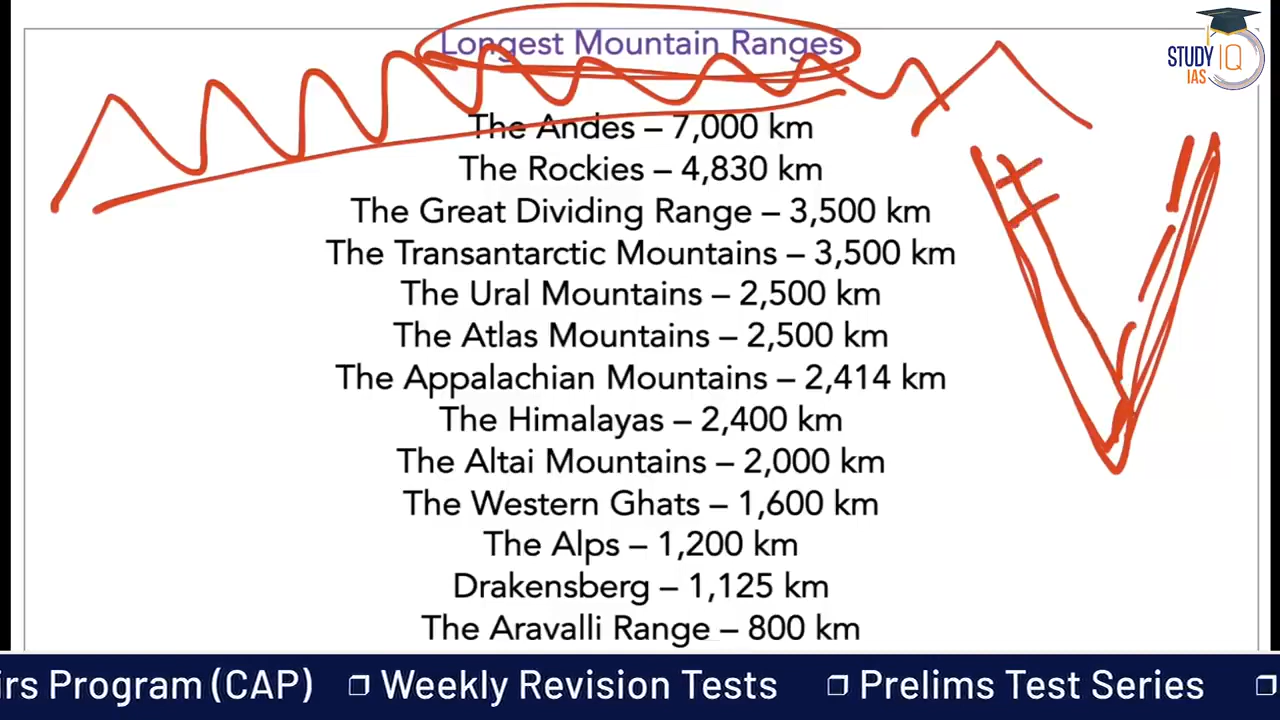 Longest Mountain Ranges
STUDY IQ
IAS
The Andes – 7,000 km
The Rockies – 4,830 km
The Great Dividing Range – 3,500 km
The Transantarctic Mountains – 3,500 km
The Ural Mountains – 2,500 km
The Atlas Mountains – 2,500 km
The Appalachian Mountains – 2,414 km
The Himalayas – 2,400 km
The Altai Mountains – 2,000 km
The Western Ghats – 1,600 km
The Alps – 1,200 km
Drakensberg – 1,125 km
The Aravalli Range – 800 km
irs Program (CAP) ❐ Weekly Revision Tests ❐ Prelims Test Series ❐